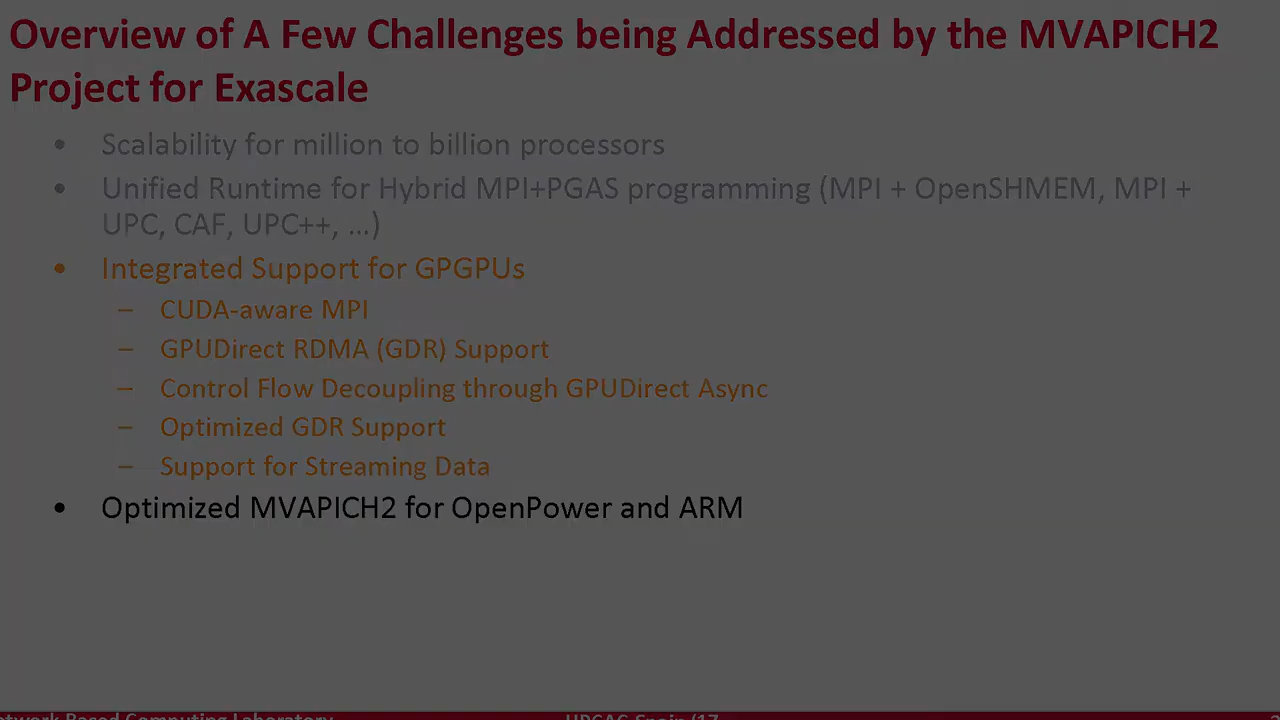 Overview of A Few Challenges being Addressed by the MVAPICH2
Project for Exascale
• Scalability for million to billion processors
• Unified Runtime for Hybrid MPI+PGAS programming (MPI + OpenSHMEM, MPI +
UPC, CAF, UPC++, …)
• Integrated Support for GPGPUs
– CUDA-aware MPI
– GPUDirect RDMA (GDR) Support
– Control Flow Decoupling through GPUDirect Async
– Optimized GDR Support
– Support for Streaming Data
• Optimized MVAPICH2 for OpenPower and ARM
Based Computing Laboratory